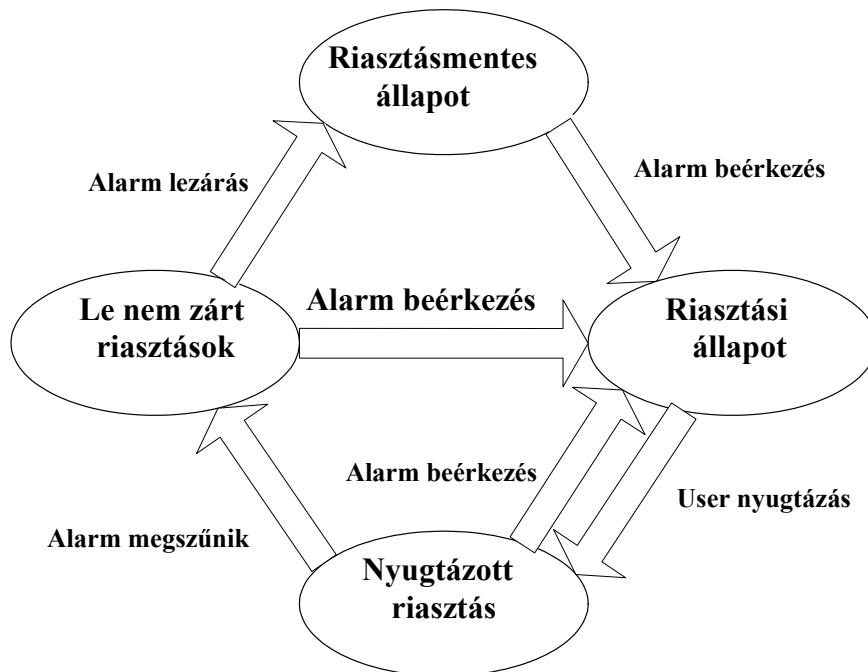 Riasztásmentes
állapot
Alarm lezárás
Alarm beérkezés
Le nem zárt
riasztások
Alarm beérkezés
Riasztási
állapot
Alarm beérkezés
User nyugtázás
Alarm megszűnik
Nyugtázott
riasztás